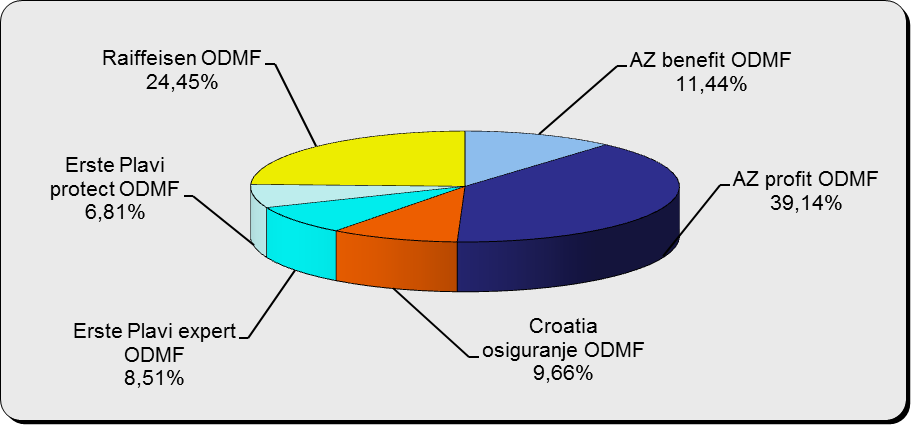 Raiffeisen ODMF
24,45%
AZ benefit ODMF
11,44%
Erste Plavi
protect ODMF
6,81%
AZ profit ODMF
39,14%
Erste Plavi expert
ODMF
8,51%
Croatia
osiguranje ODMF
9,66%